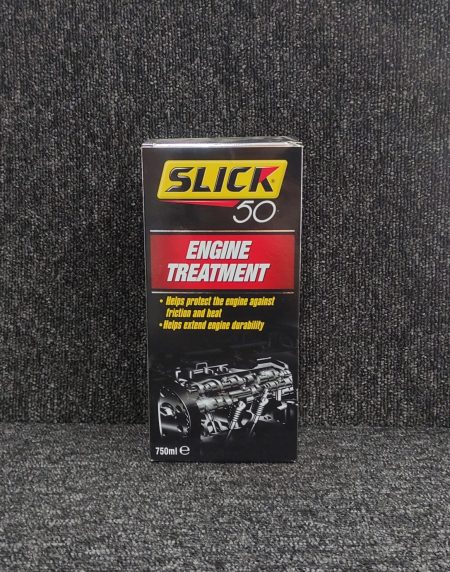 SLICK®
50
ENGINE
TREATMENT
• Helps protect the engine against
friction and heat
• Helps extend engine durability
750ml ℮